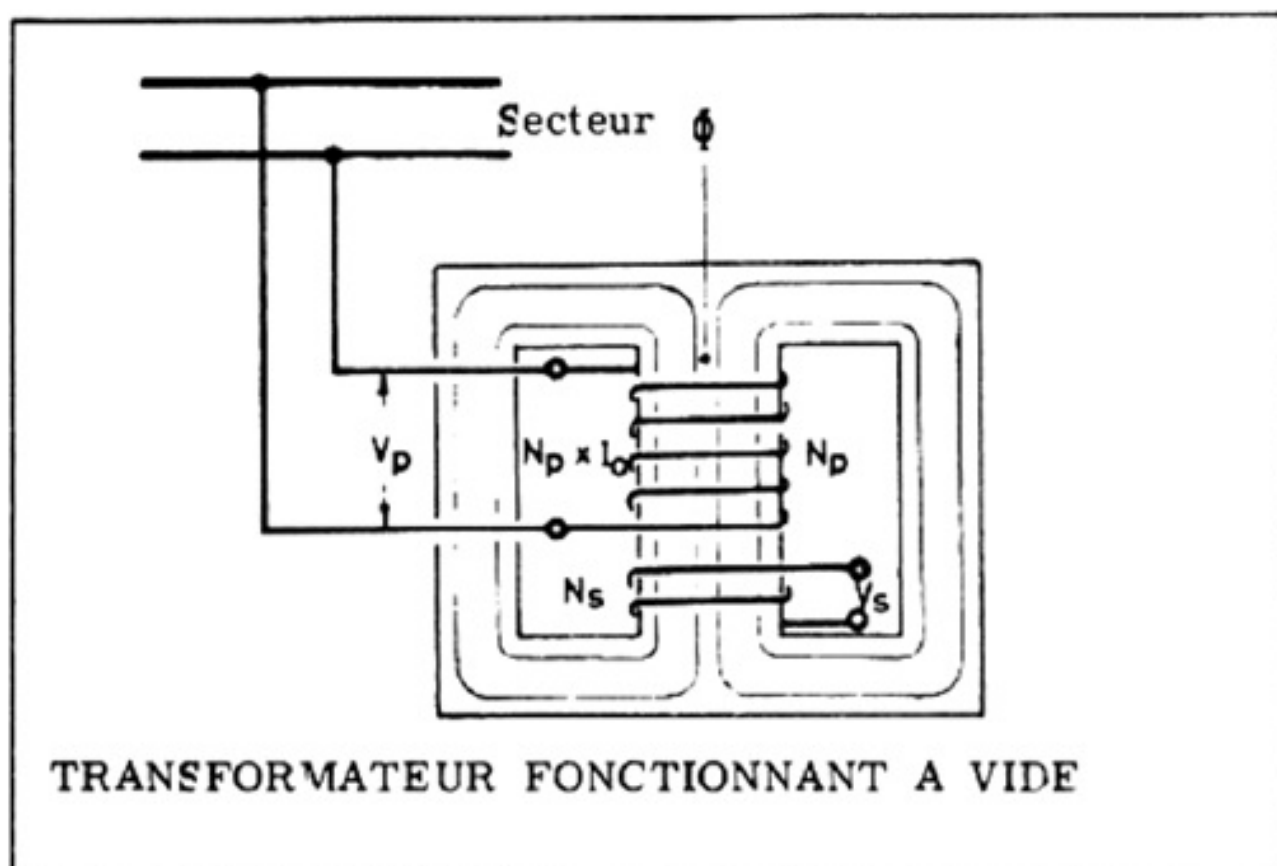 Secteur Φ
Vp
Np × Io
Np
Ns
Vs
TRANSFORMATEUR FONCTIONNANT A VIDE